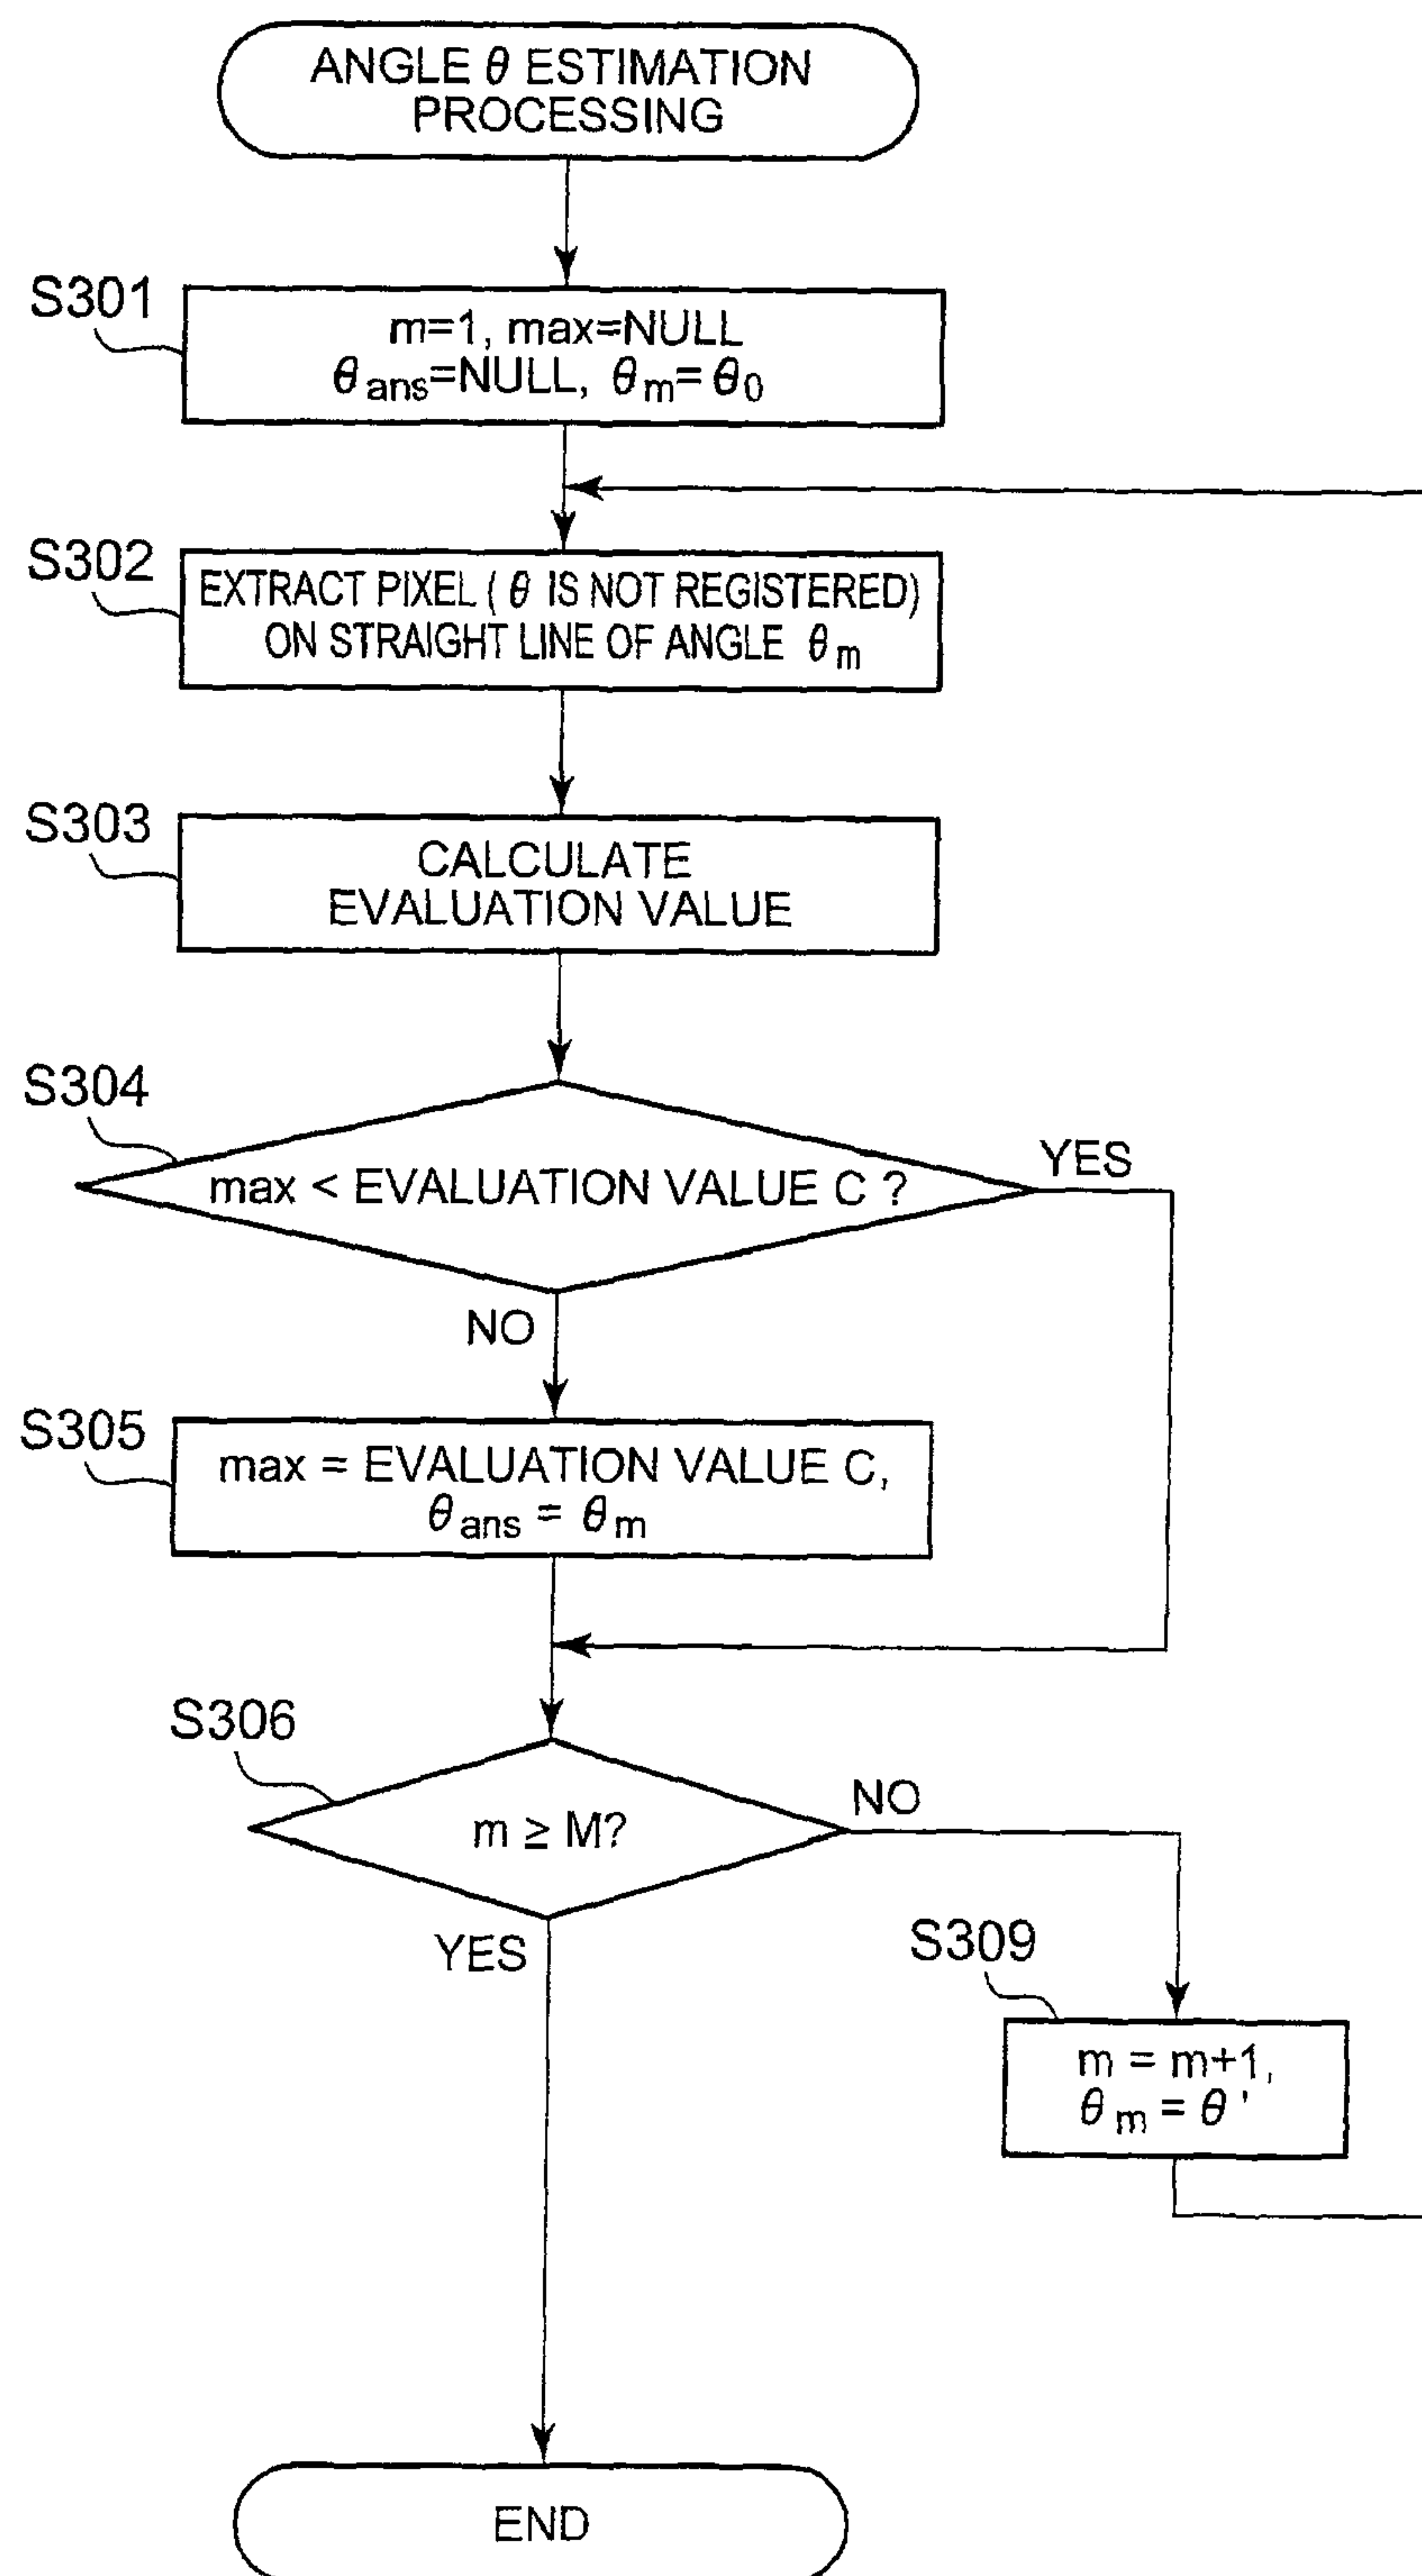 ANGLE θ ESTIMATION
PROCESSING
S301
m=1, max=NULL
θans=NULL, θm=θ0
S302
EXTRACT PIXEL ( θ IS NOT REGISTERED)
ON STRAIGHT LINE OF ANGLE θm
S303
CALCULATE
EVALUATION VALUE
S304
max < EVALUATION VALUE C ?
YES
NO
S305
max = EVALUATION VALUE C,
θans = θm
S306
m ≥ M?
NO
YES
S309
m = m+1,
θm = θ'
END